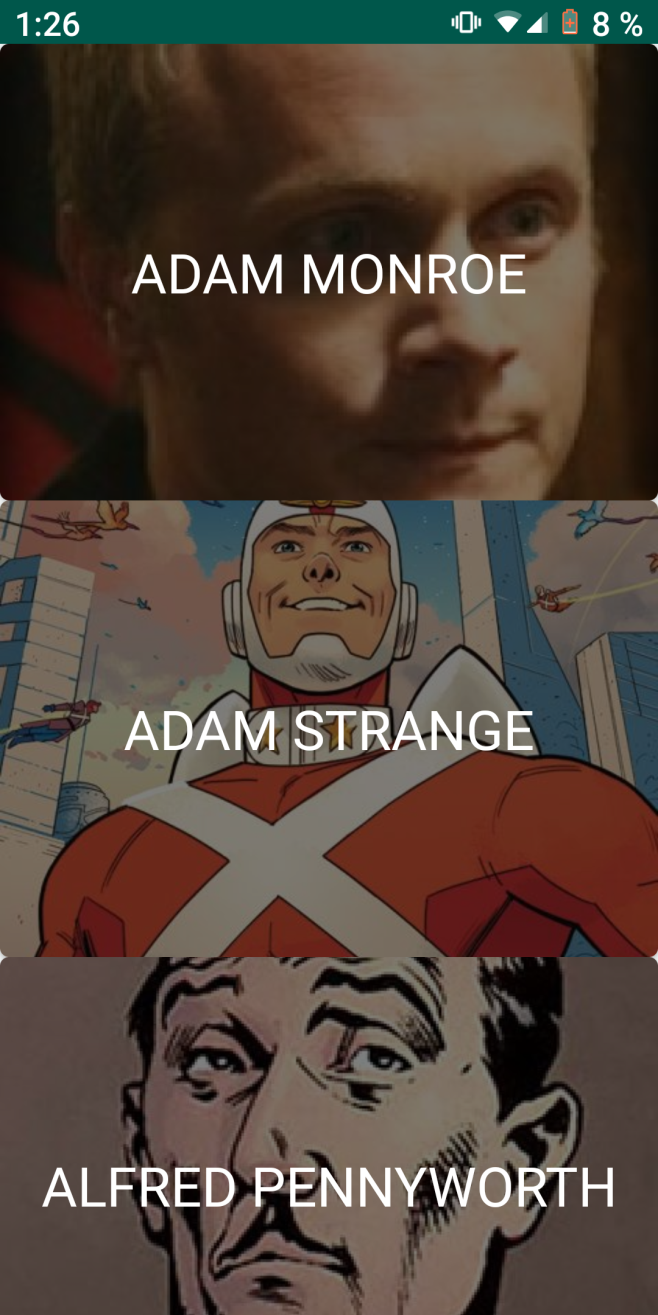 1:26
8 %
ADAM MONROE
ADAM STRANGE
ALFRED PENNYWORTH